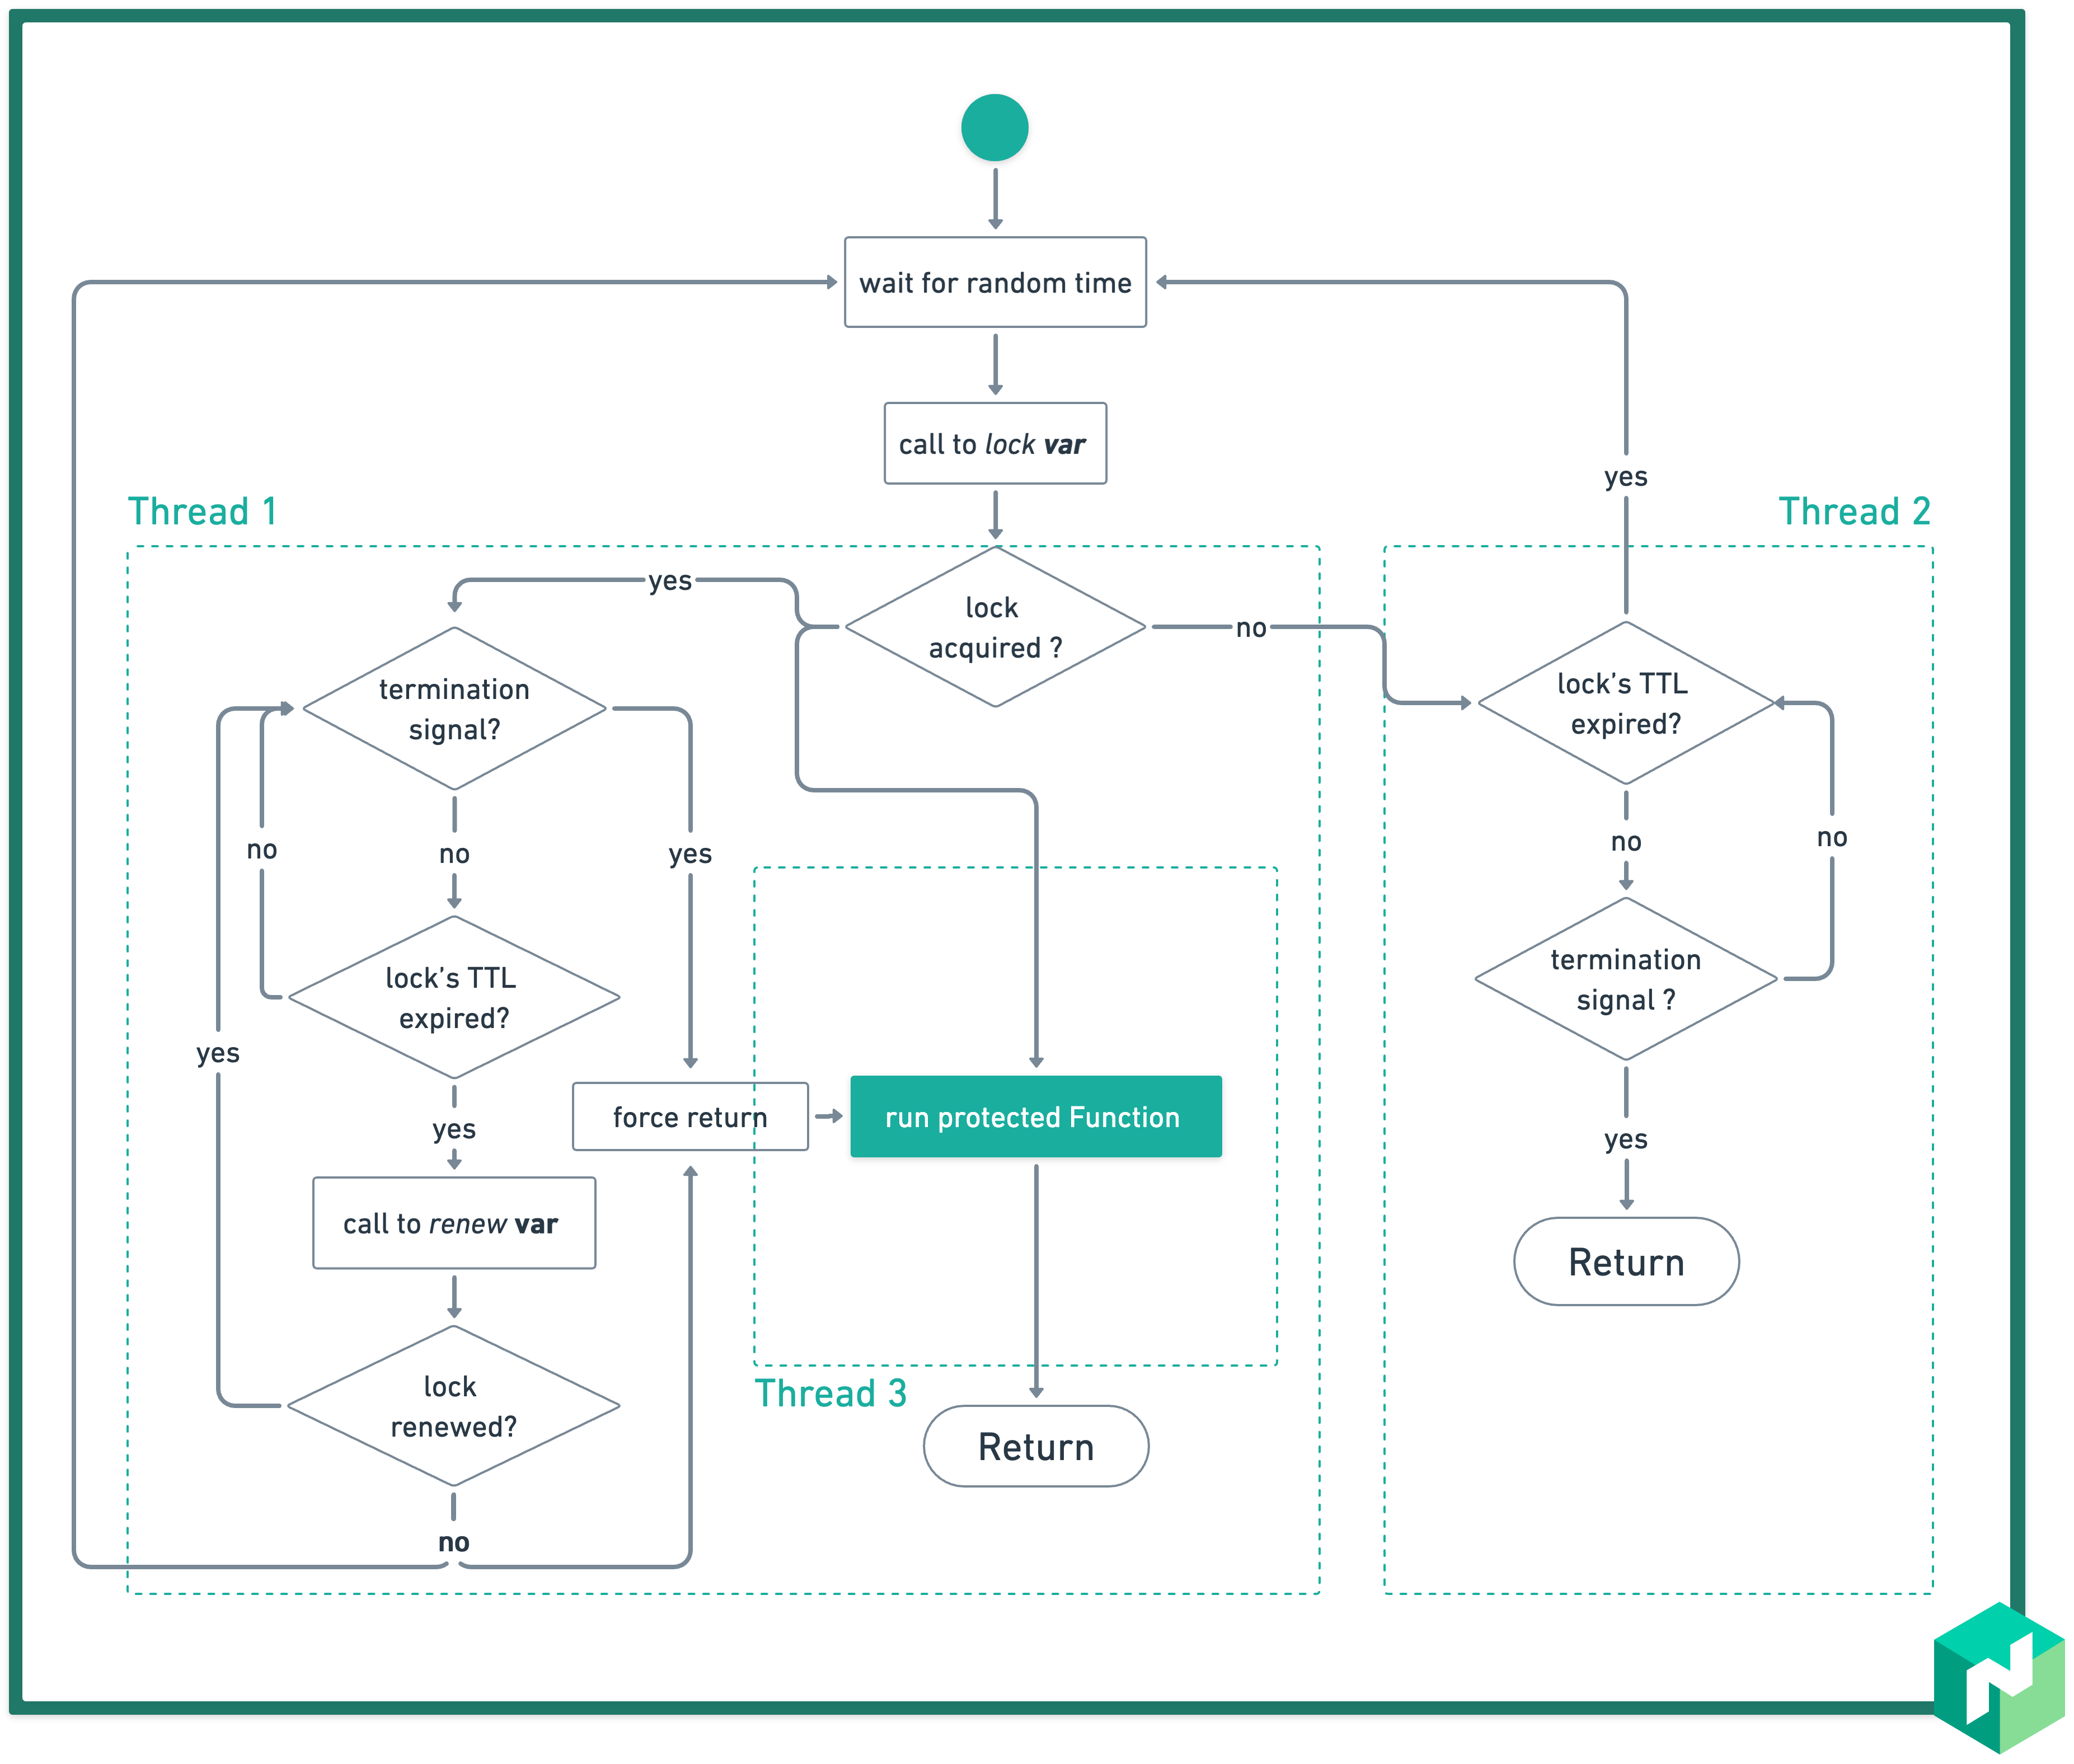 wait for random time
call to lock var
yes
Thread 1
Thread 2
yes
lock
acquired ?
no
termination
signal?
lock's TTL
expired?
no
no
yes
no
no
lock's TTL
expired?
termination
signal ?
yes
force return
run protected Function
yes
yes
call to renew var
Return
lock
renewed?
Thread 3
Return
no